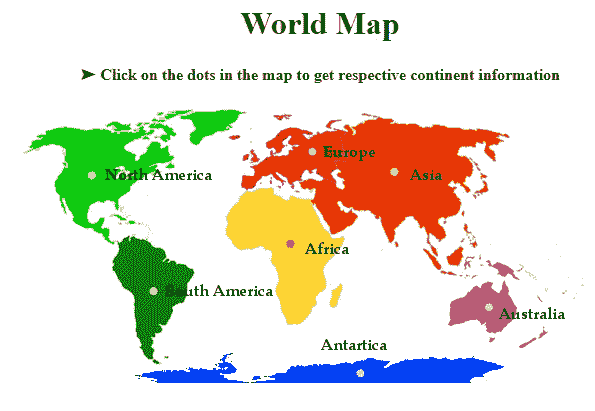 World Map
➤ Click on the dots in the map to get respective continent information
Europe
North America
Asia
Africa
South America
Australia
Antartica